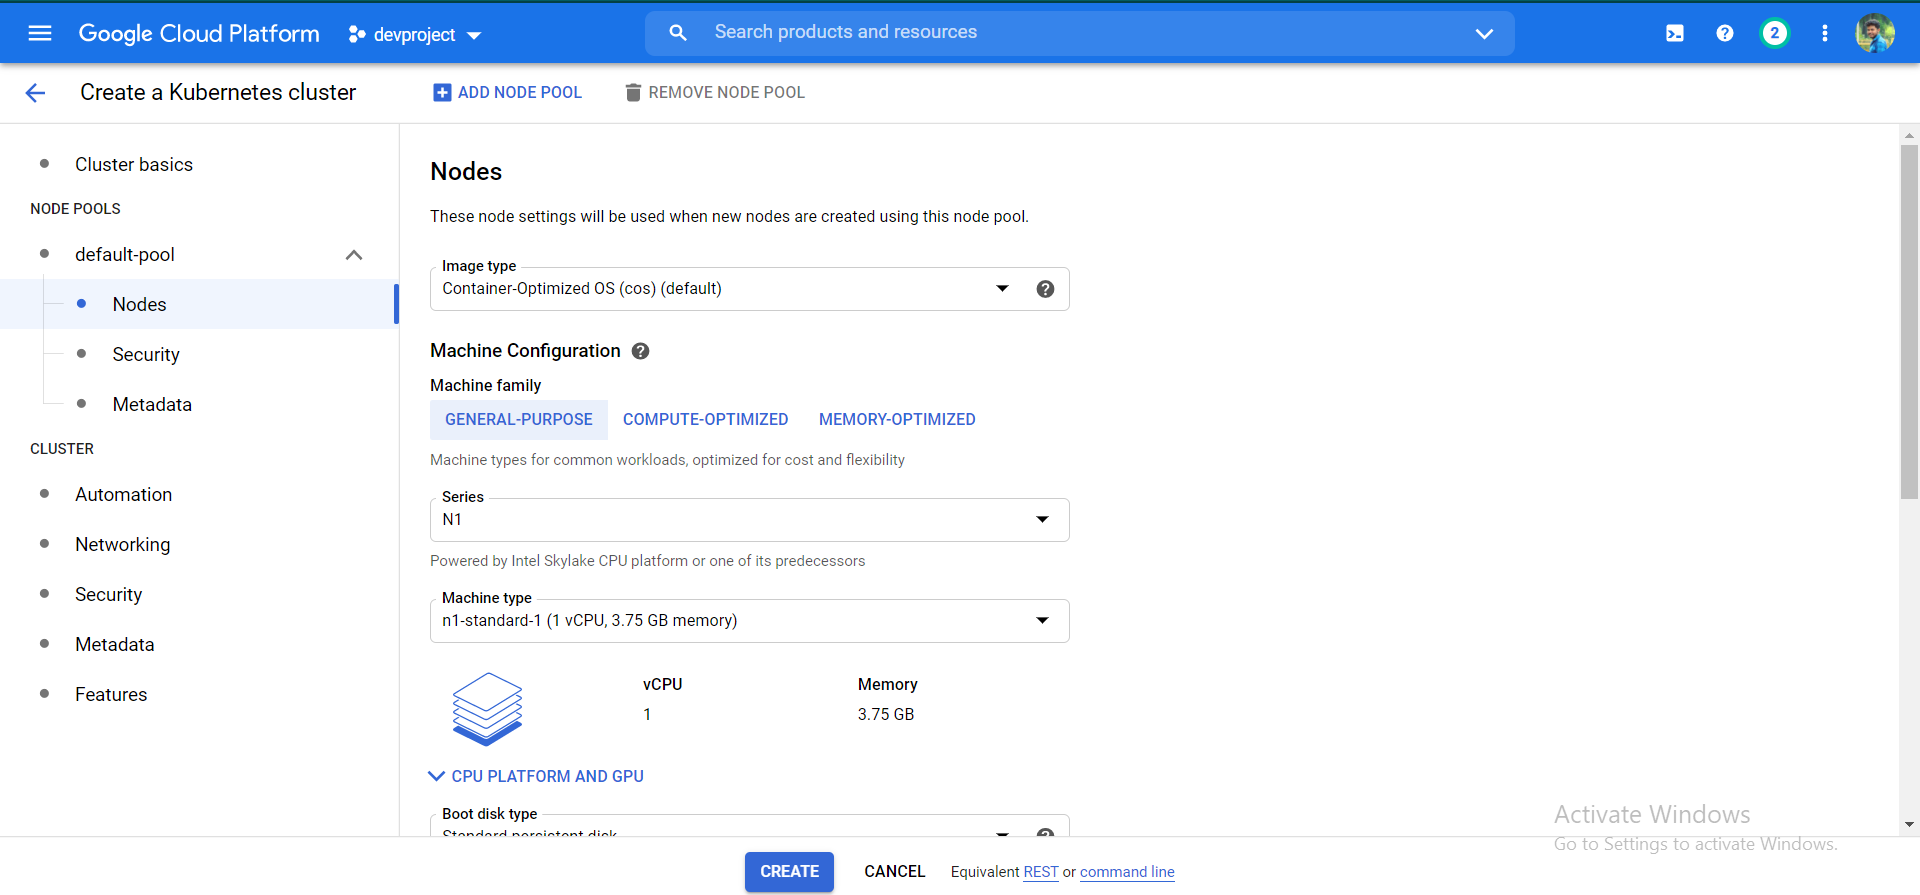 Google Cloud Platform devproject Search products and resources 2
Create a Kubernetes cluster ADD NODE POOL REMOVE NODE POOL
Cluster basics
NODE POOLS
default-pool
Nodes
Security
Metadata
CLUSTER
Automation
Networking
Security
Metadata
Features
Nodes
These node settings will be used when new nodes are created using this node pool.
Image type
Container-Optimized OS (cos) (default)
Machine Configuration
Machine family
GENERAL-PURPOSE COMPUTE-OPTIMIZED MEMORY-OPTIMIZED
Machine types for common workloads, optimized for cost and flexibility
Series
N1
Powered by Intel Skylake CPU platform or one of its predecessors
Machine type
n1-standard-1 (1 vCPU, 3.75 GB memory)
vCPU Memory
1 3.75 GB
CPU PLATFORM AND GPU
Boot disk type
Standard persistent disk
Activate Windows
Go to Settings to activate Windows.
CREATE CANCEL Equivalent REST or command line